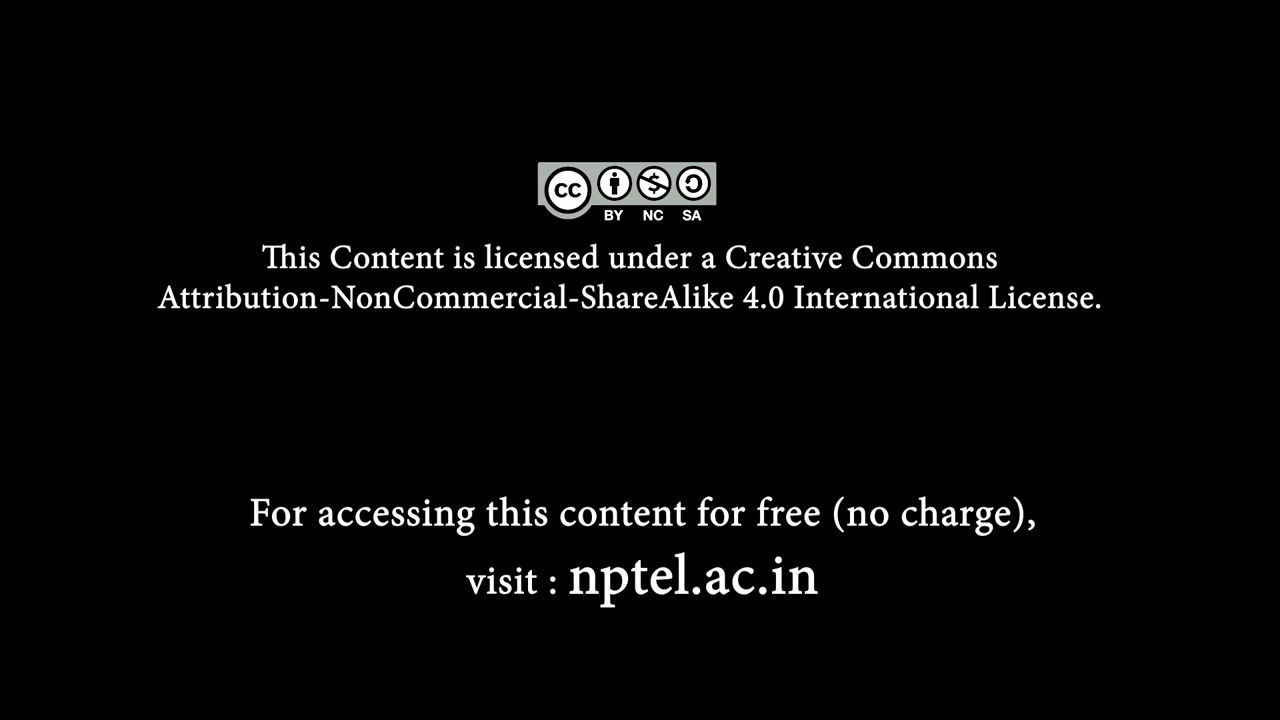 CC BY NC SA
This Content is licensed under a Creative Commons
Attribution-NonCommercial-ShareAlike 4.0 International License.
For accessing this content for free (no charge),
visit : nptel.ac.in